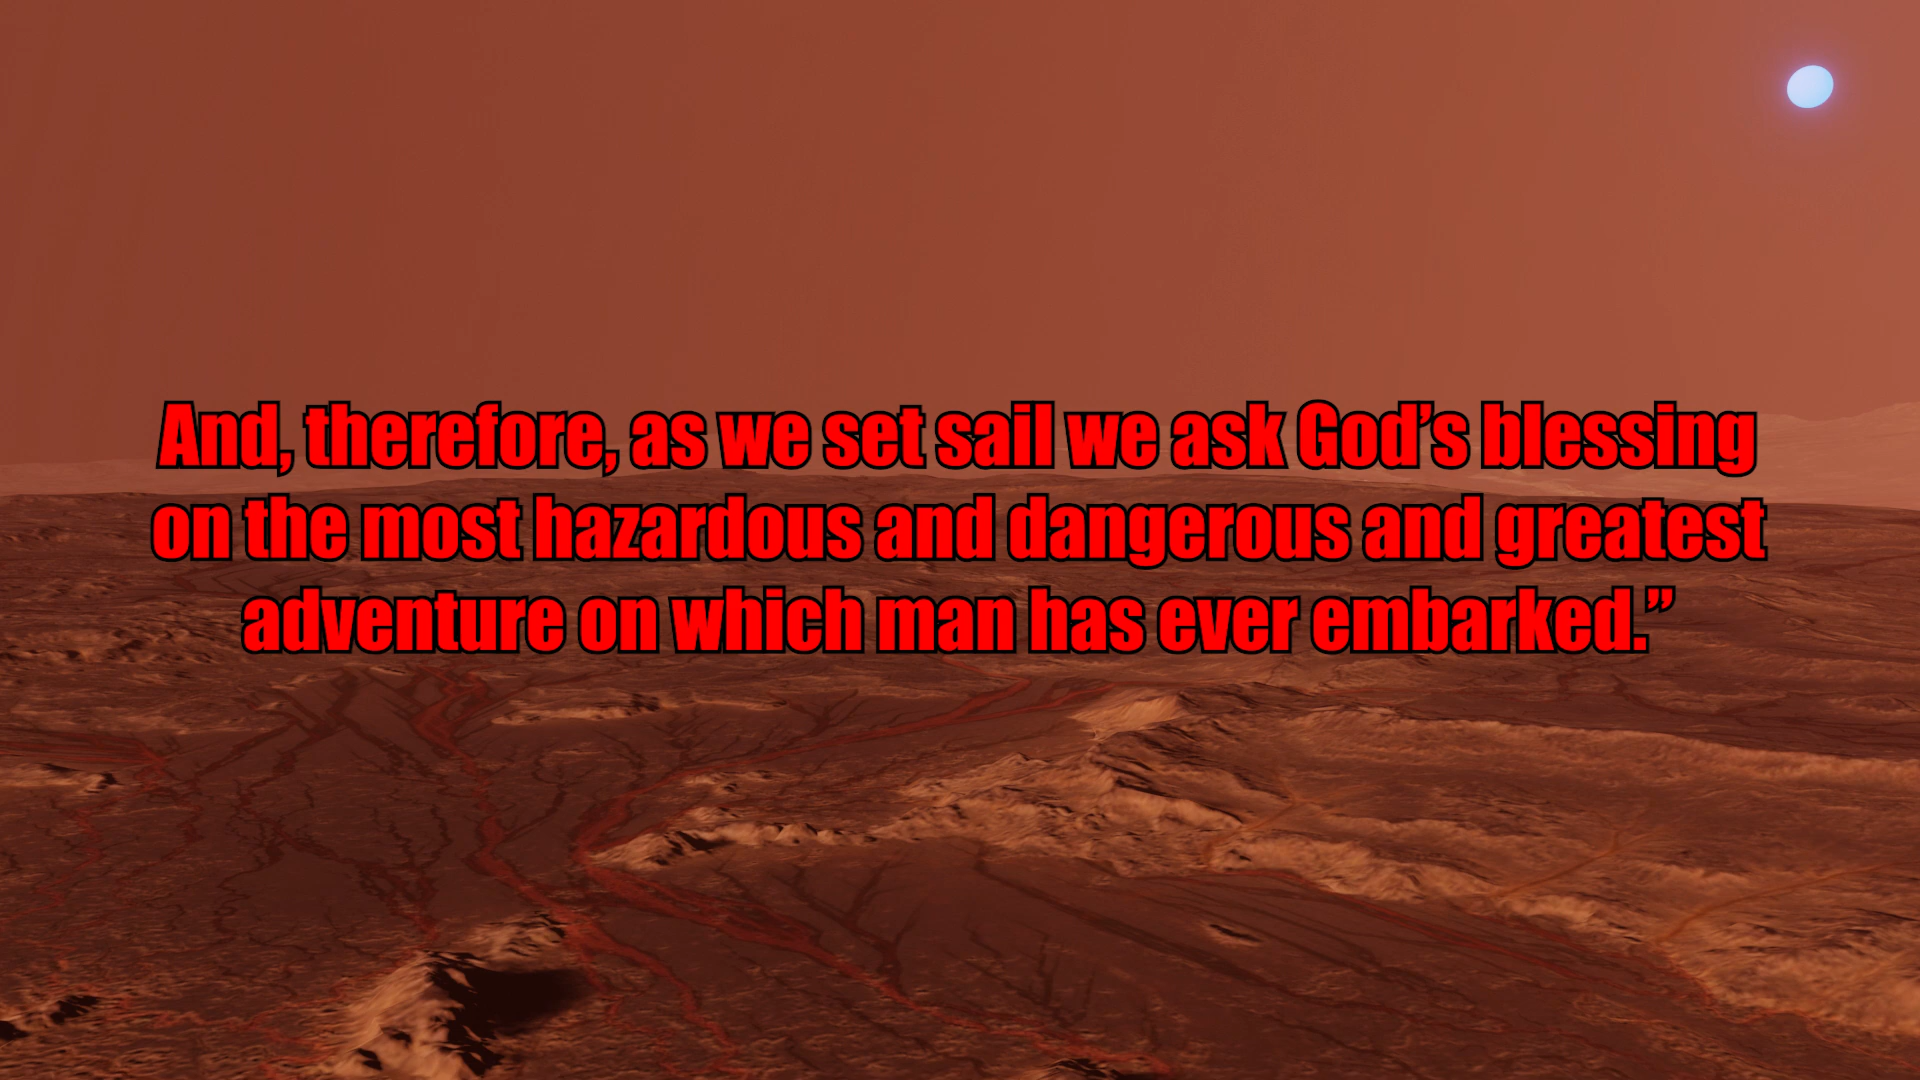 And, therefore, as we set sail we ask God’s blessing
on the most hazardous and dangerous and greatest
adventure on which man has ever embarked.”